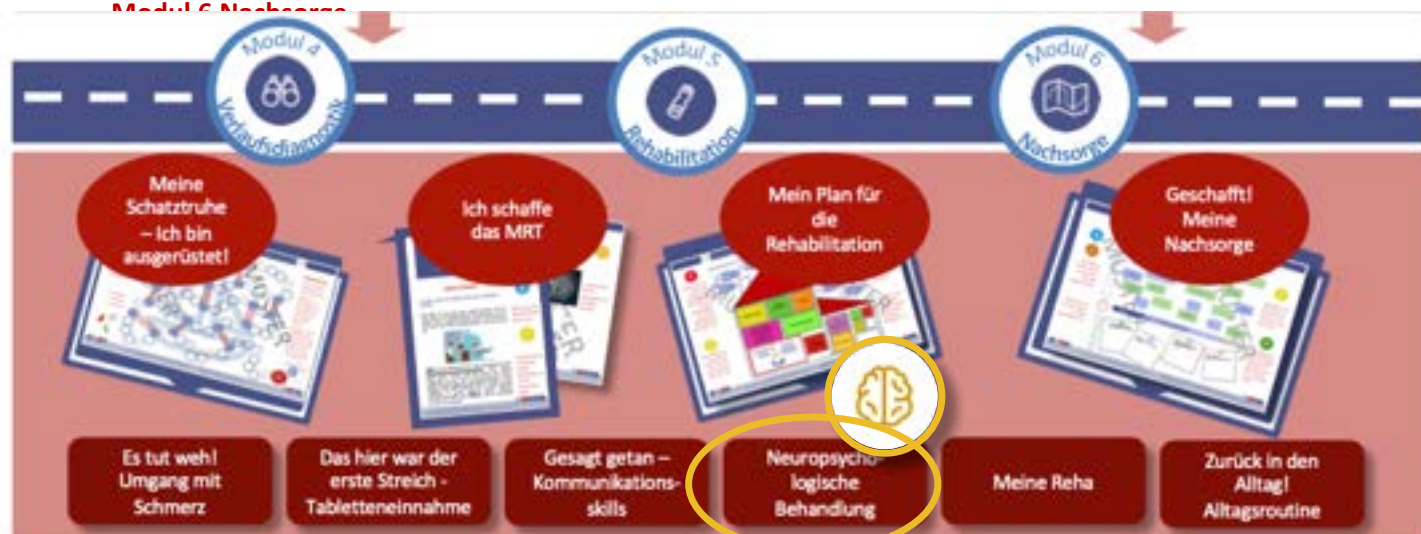 Modul 6 Nachsorge
Modul 4
Verlaufsdiagnostik
Modul 5
Rehabilitation
Modul 6
Nachsorge
Meine
Schatztruhe
– Ich bin
ausgerüstet!
Ich schaffe
das MRT
Mein Plan für
die
Rehabilitation
Geschafft!
Meine
Nachsorge
Es tut weh!
Umgang mit
Schmerz
Das hier war der
erste Streich -
Tabletteneinnahme
Gesagt getan –
Kommunikations-
skills
Neuropsycho-
logische
Behandlung
Meine Reha
Zurück in den
Alltag!
Alltagsroutine